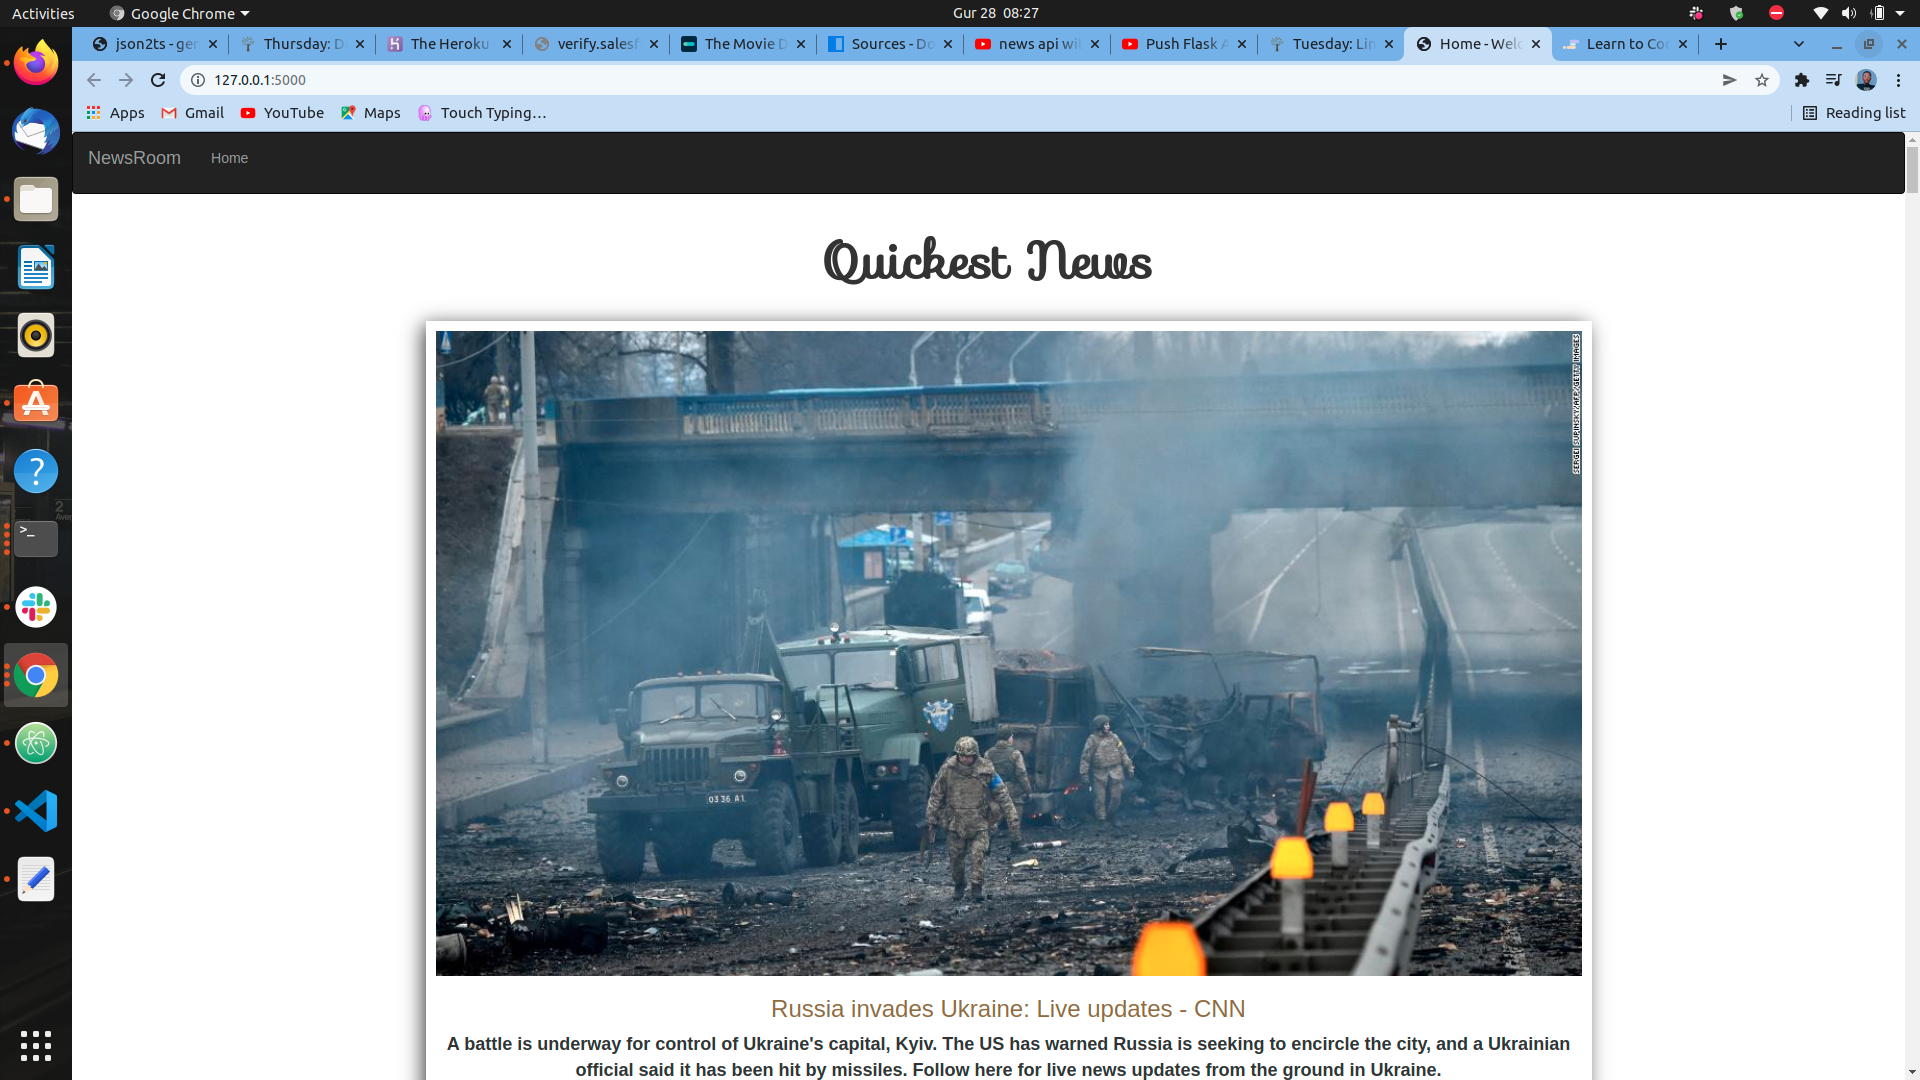 Activities
Google Chrome
Gur 28 08:27
json2ts - ger
Thursday: D
The Heroku
verify.salesf
The Movie D
Sources - Do
news api wi
Push Flask A
Tuesday: Lin
Home - Welc
Learn to Co
127.0.0.1:5000
Apps
Gmail
YouTube
Maps
Touch Typing...
Reading list
NewsRoom
Home
Quickest News
SERGEI SUPINSKY/AFP/GETTY IMAGES
03 36 A1
Russia invades Ukraine: Live updates - CNN
A battle is underway for control of Ukraine's capital, Kyiv. The US has warned Russia is seeking to encircle the city, and a Ukrainian
official said it has been hit by missiles. Follow here for live news updates from the ground in Ukraine.